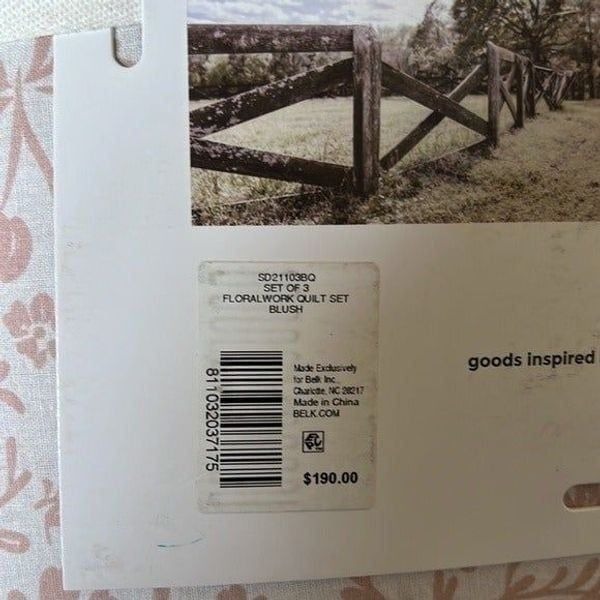 SD21103BQ
SET OF 3
FLORALWORK QUILT SET
BLUSH
811032037175
Made Exclusively
for Belk Inc.
Charlotte, NC 28217
Made in China
BELK.COM
$190.00
goods inspired